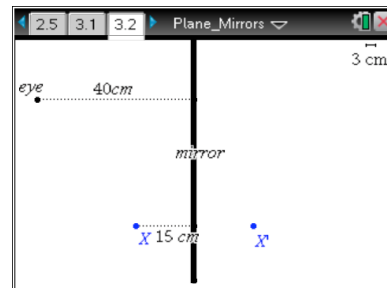 2.5 3.1 3.2 Plane_Mirrors
3 cm
eye 40cm
mirror
X 15 cm X'